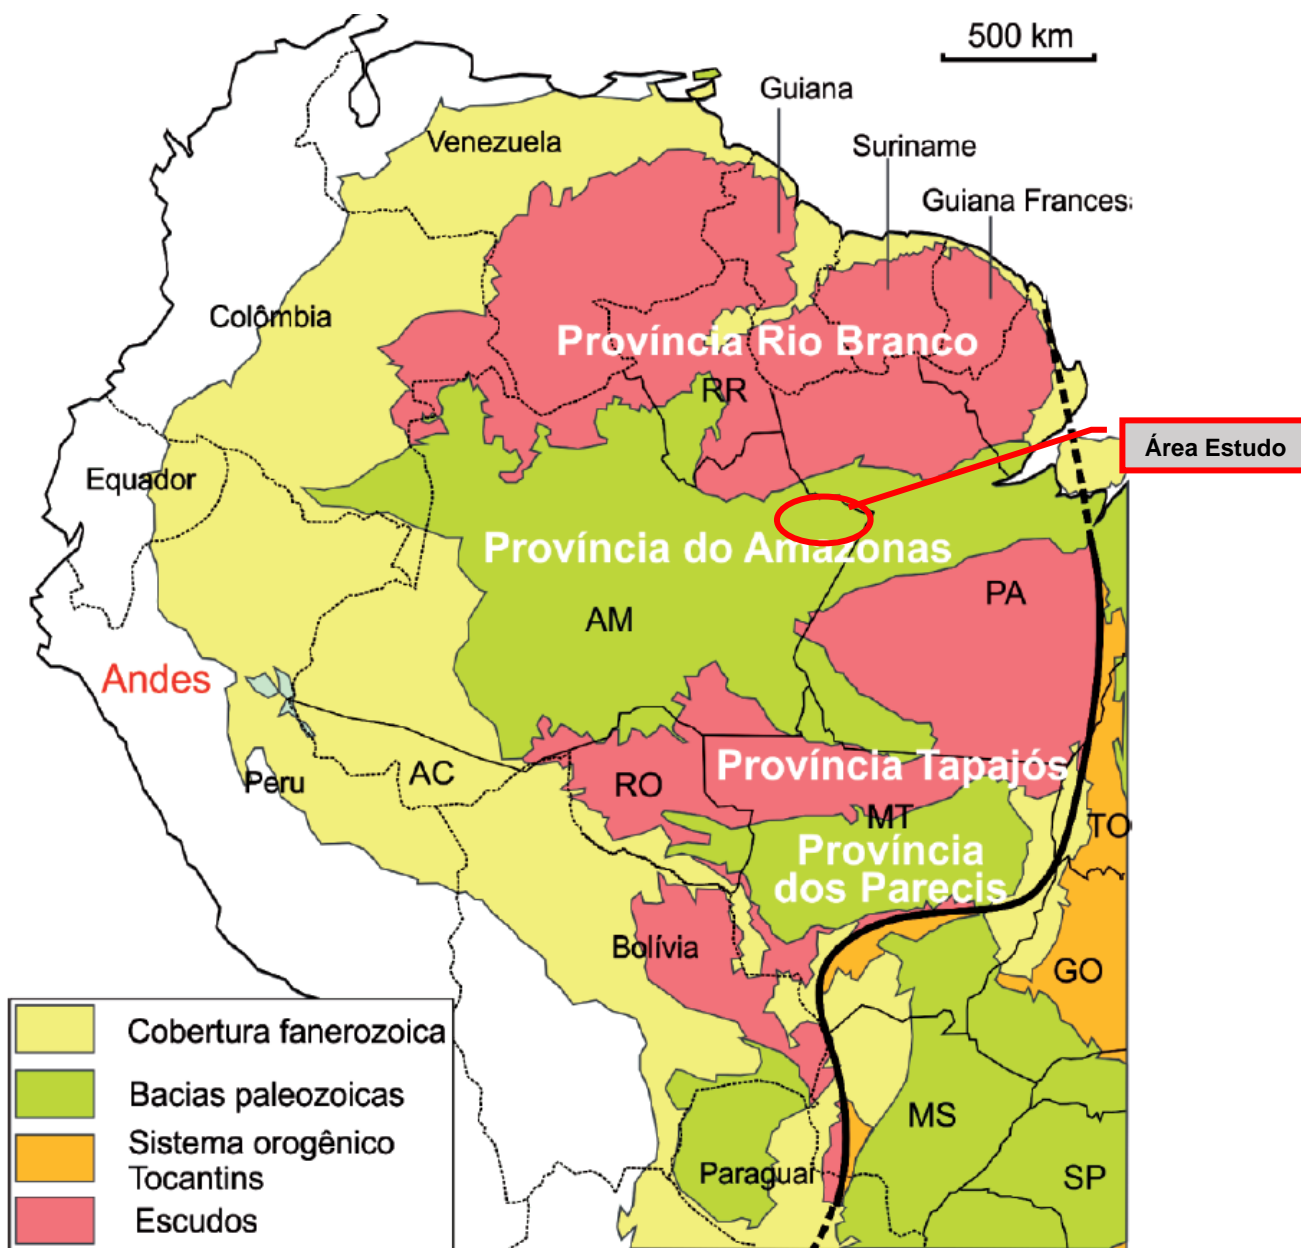 500 km
Guiana
Venezuela
Suriname
Guiana Frances
Colômbia
Província Rio Branco
RR
Área Estudo
Equador
Província do Amazonas
PA
AM
Andes
Peru
AC
RO
Província Tapajós
MT
TO
Província
dos Parecis
Bolívia
GO
Cobertura fanerozoica
Bacias paleozoicas
MS
Sistema orogênico
Tocantins
Paraguai
SP
Escudos